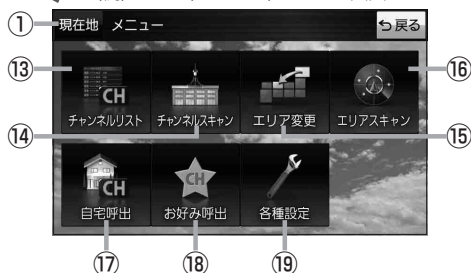 ① 現在地 メニュー 戻る
⑬ CH CH ⑯
チャンネルリスト チャンネルスキャン エリア変更 エリアスキャン
⑭ ⑮
CH CH
自宅呼出 お好み呼出 各種設定
⑰ ⑱ ⑲